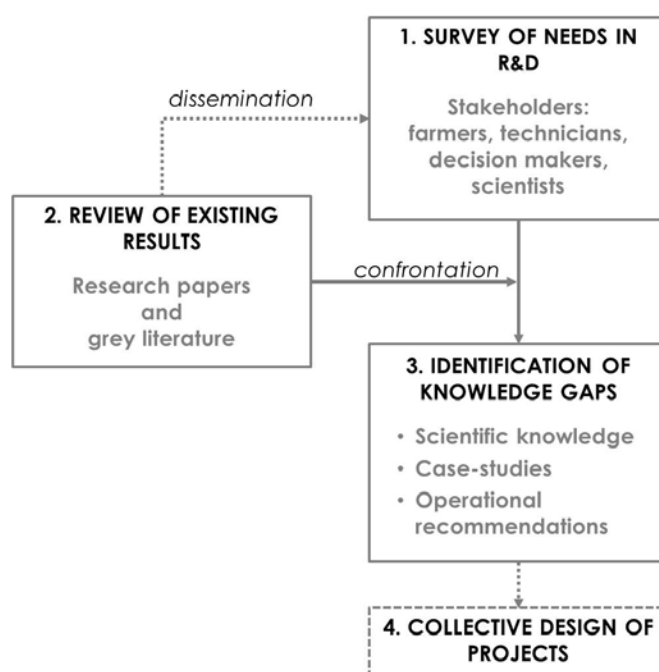 1. SURVEY OF NEEDS IN
R&D
Stakeholders:
farmers, technicians,
decision makers,
scientists
dissemination
2. REVIEW OF EXISTING
RESULTS
Research papers
and
grey literature
confrontation
3. IDENTIFICATION OF
KNOWLEDGE GAPS
• Scientific knowledge
• Case-studies
• Operational
recommendations
4. COLLECTIVE DESIGN OF
PROJECTS